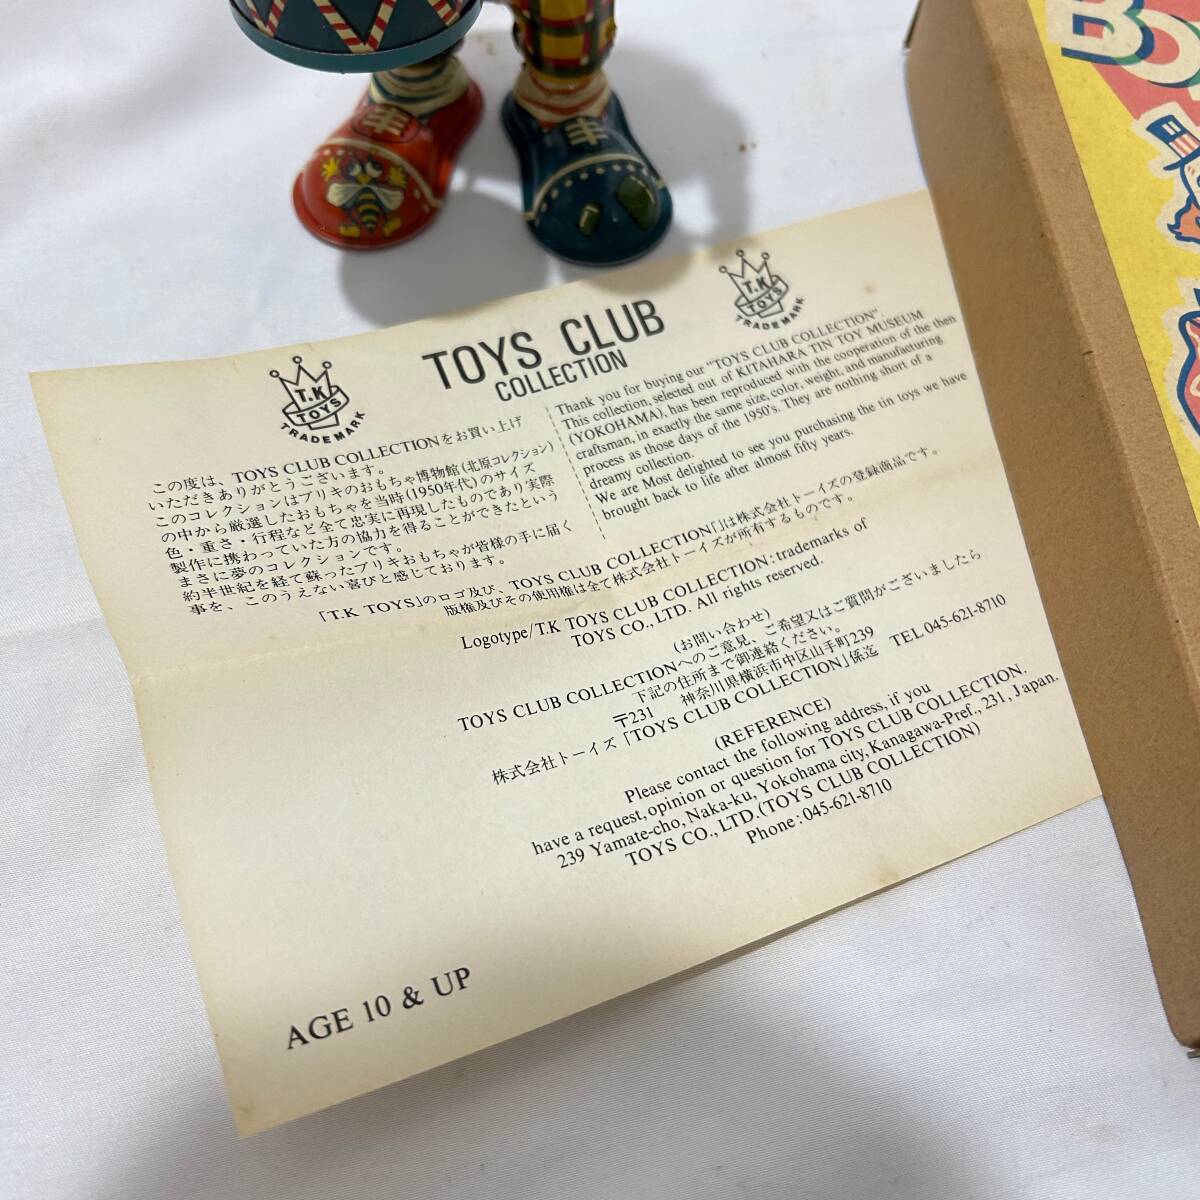 T.K
TOYS
TRADEMARK
TOYS CLUB
COLLECTION
T.K
TOYS
TRADEMARK
この度は、TOYS CLUB COLLECTIONをお買い上げ
いただきありがとうございます。
このコレクションはブリキのおもちゃ博物館(北原コレクション)
の中から厳選したおもちゃを当時(1950年代)のサイズ
色・重さ・行程など全て忠実に再現したものであり実際
製作に携わっていた方の協力を得ることができたという
まさに夢のコレクションです。
約半世紀を経て蘇ったブリキおもちゃが皆様の手に届く
事を、このうえない喜びと感じております。
Thank you for buying our "TOYS CLUB COLLECTION".
This collection, selected out of KITAHARA TIN TOY MUSEUM
(YOKOHAMA), has been reproduced with the cooperation of the then
craftsman, in exactly the same size, color, weight, and manufacturing
process as those days of the 1950's. They are nothing short of a
dreamy collection.
We are Most delighted to see you purchasing the tin toys we have
brought back to life after almost fifty years.
「T.K TOYS」のロゴ及び、TOYS CLUB COLLECTION「」は株式会社トーイズの登録商品です。
版権及びその使用権は全て株式会社トーイズが所有するものです。
Logotype/T.K TOYS CLUB COLLECTION: trademarks of
TOYS CO., LTD. All rights reserved.
(お問い合わせ)
TOYS CLUB COLLECTIONへのご意見、ご希望又はご質問がございましたら
下記の住所まで御連絡ください。
〒231 神奈川県横浜市中区山手町239
株式会社トーイズ「TOYS CLUB COLLECTION」係迄 TEL 045-621-8710
(REFERENCE)
Please contact the following address, if you
have a request, opinion or question for TOYS CLUB COLLECTION.
239 Yamate-cho, Naka-ku, Yokohama city, Kanagawa-Pref., 231, Japan.
TOYS CO., LTD. (TOYS CLUB COLLECTION)
Phone: 045-621-8710
AGE 10 & UP